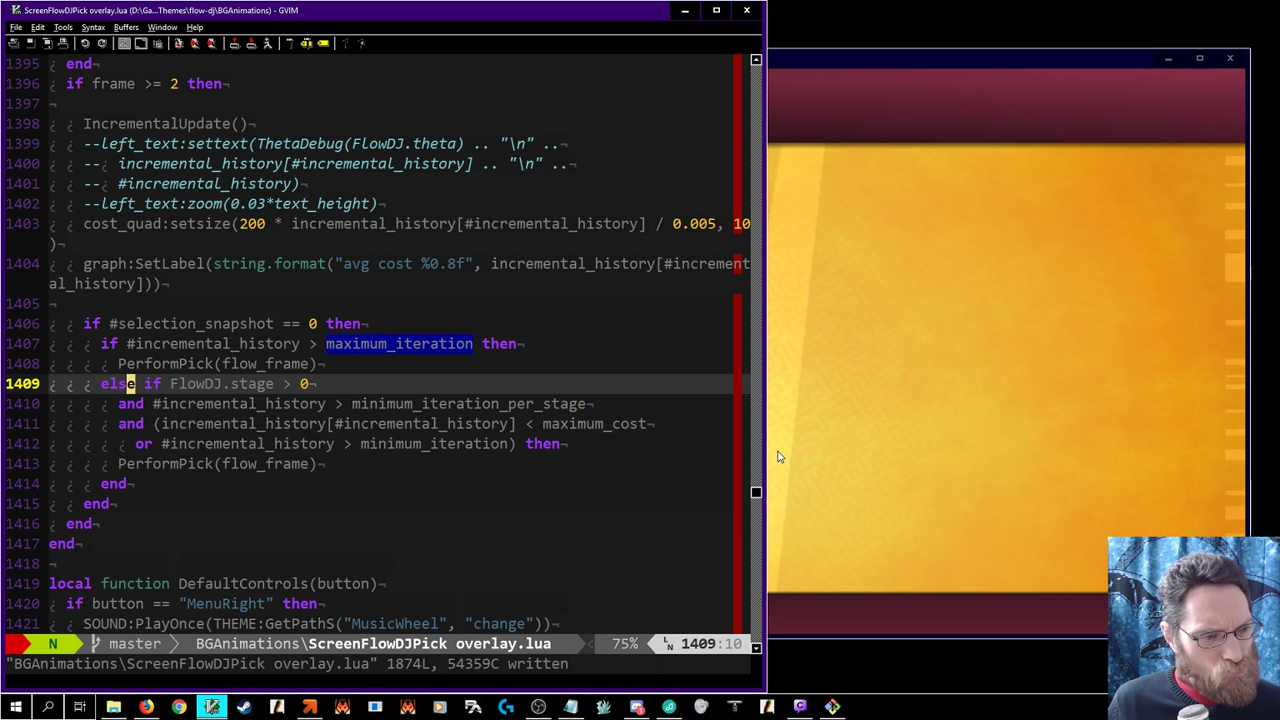 ScreenFlowDJPick overlay.lua (D:\Ga...Themes\flow-dj\BGAnimations) - GVIM
File Edit Tools Syntax Buffers Window Help
1395 ¿ end¬
1396 ¿ if frame >= 2 then¬
1397 ¬
1398 ¿ ¿ IncrementalUpdate()¬
1399 ¿ ¿ --left_text:settext(ThetaDebug(FlowDJ.theta) .. "\n" ..¬
1400 ¿ ¿ --¿ incremental_history[#incremental_history] .. "\n" ..¬
1401 ¿ ¿ --¿ #incremental_history)¬
1402 ¿ ¿ --left_text:zoom(0.03*text_height)¬
1403 ¿ ¿ cost_quad:setsize(200 * incremental_history[#incremental_history] / 0.005, 10
)¬
1404 ¿ ¿ graph:SetLabel(string.format("avg cost %0.8f", incremental_history[#increment
al_history]))¬
1405 ¬
1406 ¿ ¿ if #selection_snapshot == 0 then¬
1407 ¿ ¿ ¿ if #incremental_history > maximum_iteration then¬
1408 ¿ ¿ ¿ ¿ PerformPick(flow_frame)¬
1409 ¿ ¿ ¿ else if FlowDJ.stage > 0¬
1410 ¿ ¿ ¿ ¿ and #incremental_history > minimum_iteration_per_stage¬
1411 ¿ ¿ ¿ ¿ and (incremental_history[#incremental_history] < maximum_cost¬
1412 ¿ ¿ ¿ ¿ ¿ or #incremental_history > minimum_iteration) then¬
1413 ¿ ¿ ¿ ¿ PerformPick(flow_frame)¬
1414 ¿ ¿ ¿ end¬
1415 ¿ ¿ end¬
1416 ¿ end¬
1417 end¬
1418 ¬
1419 local function DefaultControls(button)¬
1420 ¿ if button == "MenuRight" then¬
1421 ¿ ¿ SOUND:PlayOnce(THEME:GetPathS("MusicWheel", "change"))¬
N master BGAnimations\ScreenFlowDJPick overlay.lua 75% LN 1409:10
"BGAnimations\ScreenFlowDJPick overlay.lua" 1874L, 54359C written